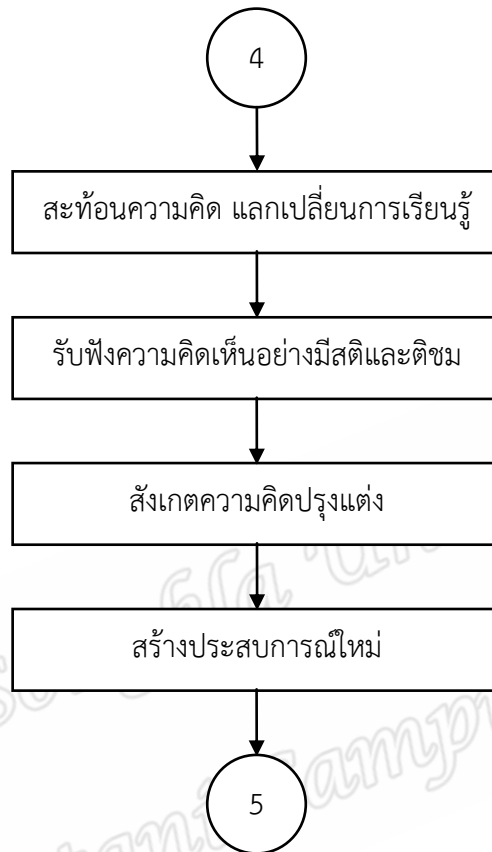 4
สะท้อนความคิด แลกเปลี่ยนการเรียนรู้
รับฟังความคิดเห็นอย่างมีสติและติชม
สังเกตความคิดปรุงแต่ง
สร้างประสบการณ์ใหม่
5